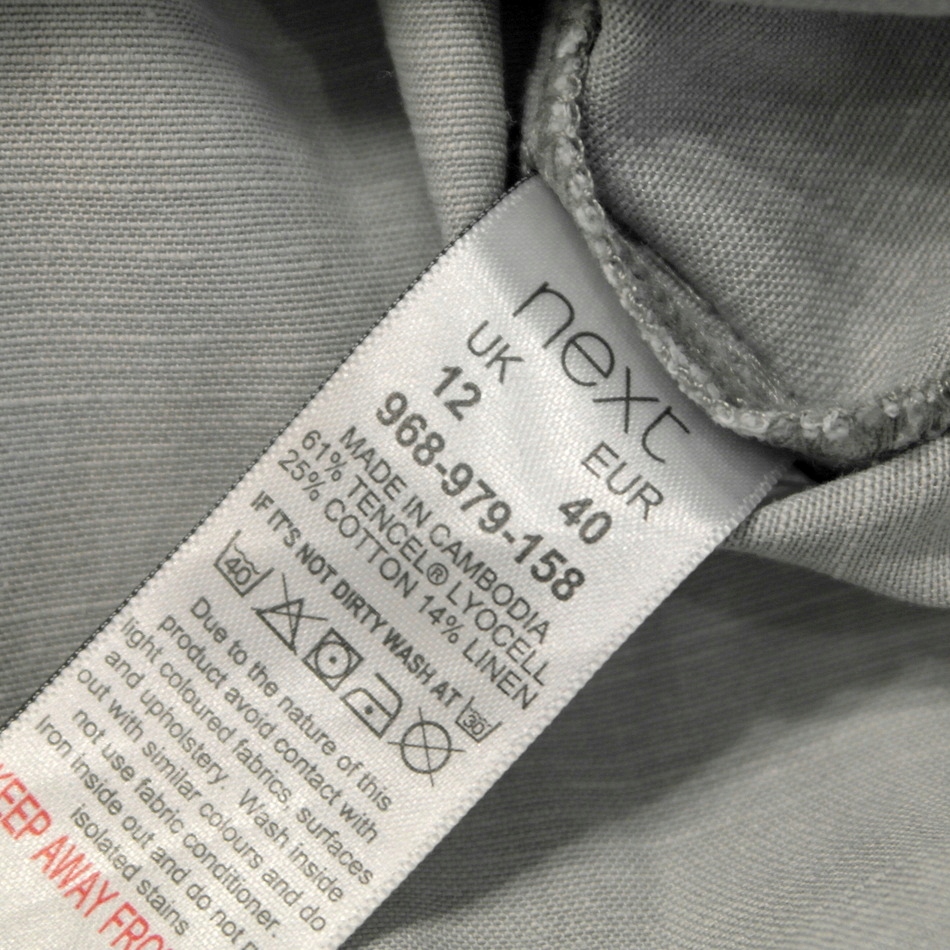 next
UK EUR
12 40
968-979-158
MADE IN CAMBODIA
61% TENCEL® LYOCELL
25% COTTON 14% LINEN
IF IT'S NOT DIRTY WASH AT 30
40
Due to the nature of this
product avoid contact with
light coloured fabrics, surfaces
and upholstery. Wash inside
out with similar colours and do
not use fabric conditioner.
Iron inside out and do not
isolated stains
AWAY